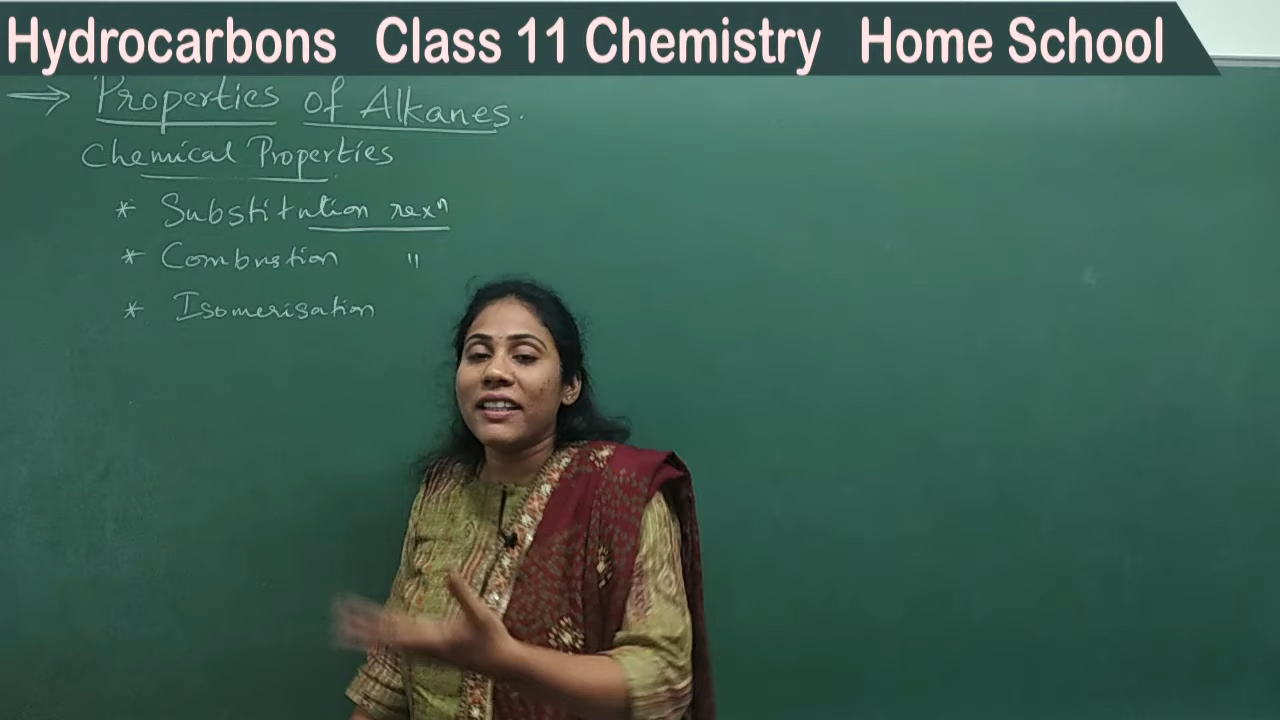 Hydrocarbons Class 11 Chemistry Home School
⇒ Properties of Alkanes.
Chemical Properties
* Substitution rexⁿ
* Combustion "
* Isomerisation